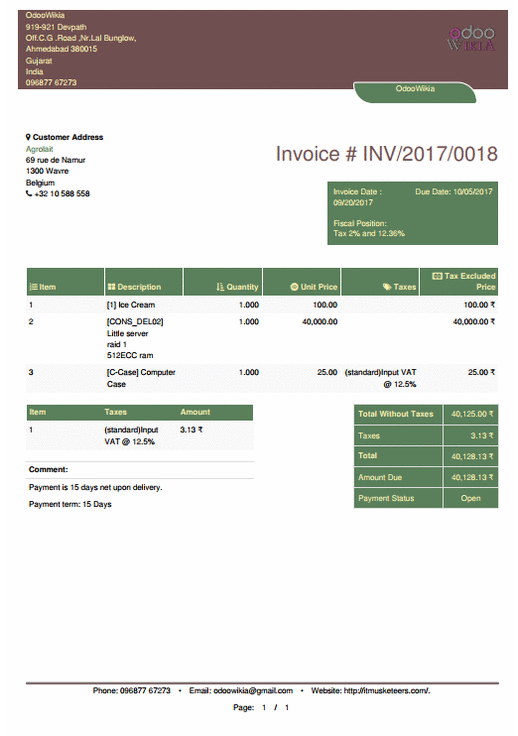 OdooWikia
919-921 Devpath
Off.C.G .Road ,Nr.Lal Bunglow,
Ahmedabad 380015
Gujarat
India
096877 67273
odoo
WIKIA
OdooWikia
Customer Address
Agrolait
69 rue de Namur
1300 Wavre
Belgium
+32 10 588 558
Invoice # INV/2017/0018
Invoice Date : Due Date: 10/05/2017
09/20/2017
Fiscal Position:
Tax 2% and 12.36%
Item Description Quantity Unit Price Taxes Tax Excluded
Price
1 [1] Ice Cream 1.000 100.00 100.00 ₹
2 [CONS_DEL02] 1.000 40,000.00 40,000.00 ₹
Little server
raid 1
512ECC ram
3 [C-Case] Computer 1.000 25.00 (standard)Input VAT 25.00 ₹
Case @ 12.5%
Item Taxes Amount
1 (standard)Input 3.13 ₹
VAT @ 12.5%
Comment:
Payment is 15 days net upon delivery.
Payment term: 15 Days
Total Without Taxes 40,125.00 ₹
Taxes 3.13 ₹
Total 40,128.13 ₹
Amount Due 40,128.13 ₹
Payment Status Open
Phone: 096877 67273 • Email: odoowikia@gmail.com • Website: http://itmusketeers.com/.
Page: 1 / 1